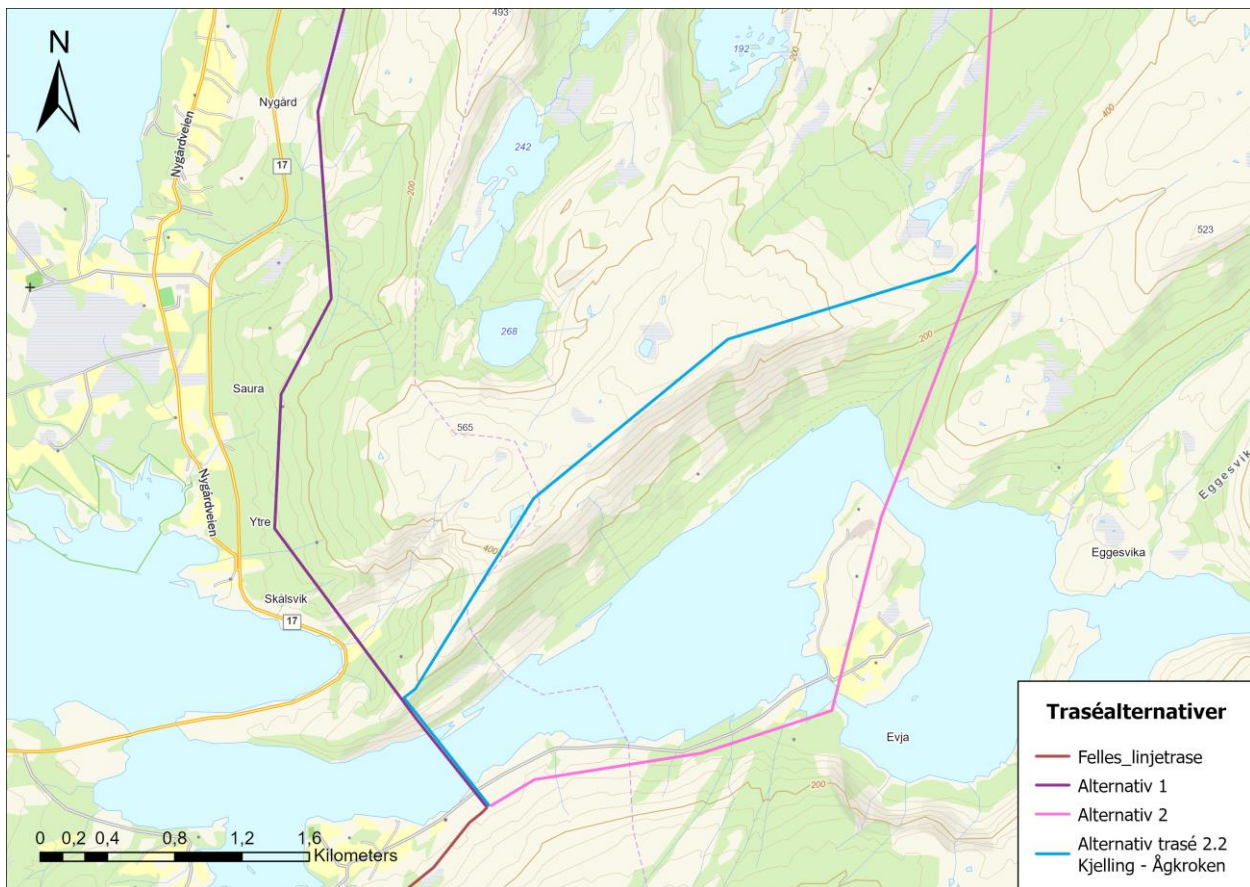 N
493
192
200
Nygård
400
Nygårdveien
242
17
200
523
268
200
Saura
565
Eggesvik
Nygårdveien
Ytre
400
Eggesvika
Skålsvik
17
Evja
200
Traséalternativer
Felles_linjetrase
Alternativ 1
Alternativ 2
Alternativ trasé 2.2
Kjelling - Ågkroken
0 0,2 0,4 0,8 1,2 1,6
Kilometers